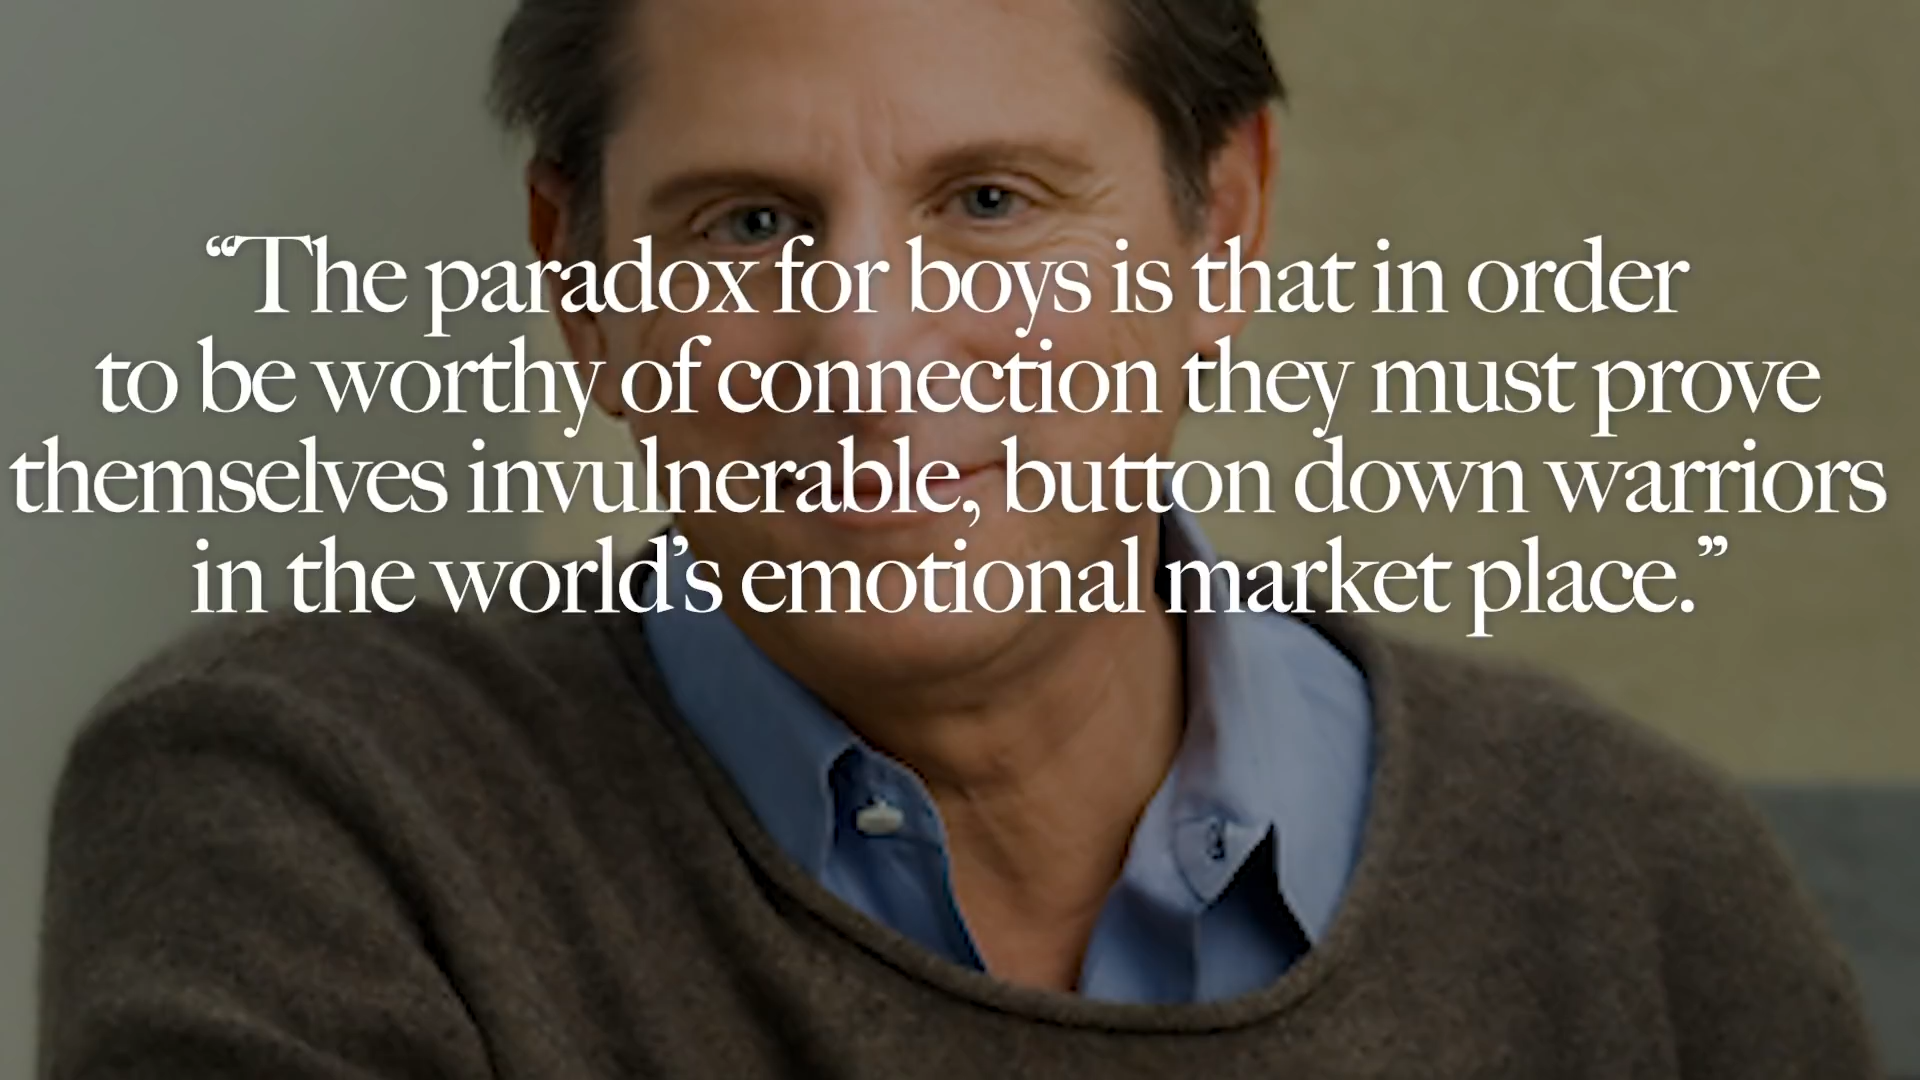 “The paradox for boys is that in order
to be worthy of connection they must prove
themselves invulnerable, button down warriors
in the world’s emotional market place.”